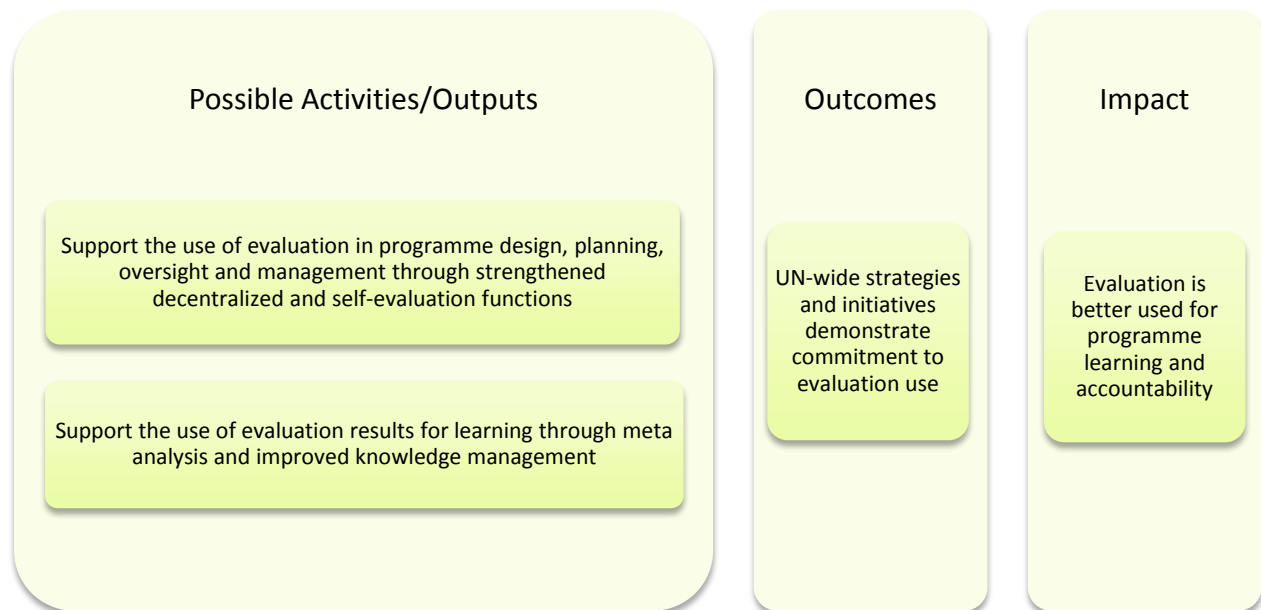 Possible Activities/Outputs
Support the use of evaluation in programme design, planning,
oversight and management through strengthened
decentralized and self-evaluation functions
Support the use of evaluation results for learning through meta
analysis and improved knowledge management
Outcomes
UN-wide strategies
and initiatives
demonstrate
commitment to
evaluation use
Impact
Evaluation is
better used for
programme
learning and
accountability